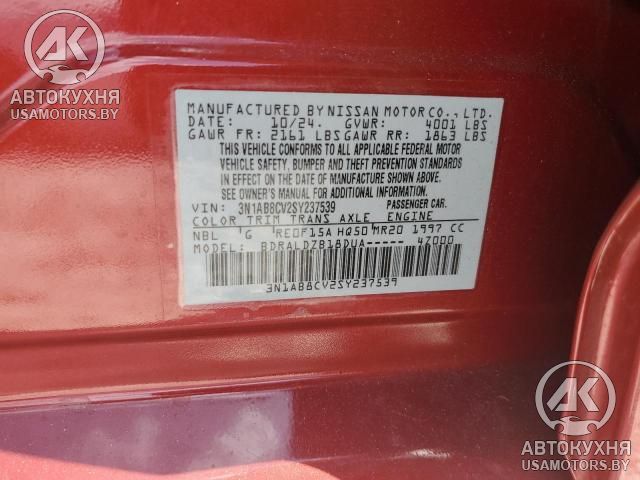 АК
АВТОКУХНЯ
USAMOTORS.BY
MANUFACTURED BY NISSAN MOTOR CO., LTD.
DATE: 10/24 GVWR: 4001 LBS
GAWR FR: 2161 LBS GAWR RR: 1863 LBS
THIS VEHICLE CONFORMS TO ALL APPLICABLE FEDERAL MOTOR
VEHICLE SAFETY, BUMPER AND THEFT PREVENTION STANDARDS
IN EFFECT ON THE DATE OF MANUFACTURE SHOWN ABOVE.
SEE OWNER'S MANUAL FOR ADDITIONAL INFORMATION.
VIN: 3N1AB8CV2SY237539 PASSENGER CAR.
COLOR TRIM TRANS AXLE ENGINE
NBL G RE0F15A HQ50 MR20 1997 CC
MODEL: BDRALDZB18DUA----- 4Z000
3N1AB8CV2SY237539
АК
АВТОКУХНЯ
USAMOTORS.BY